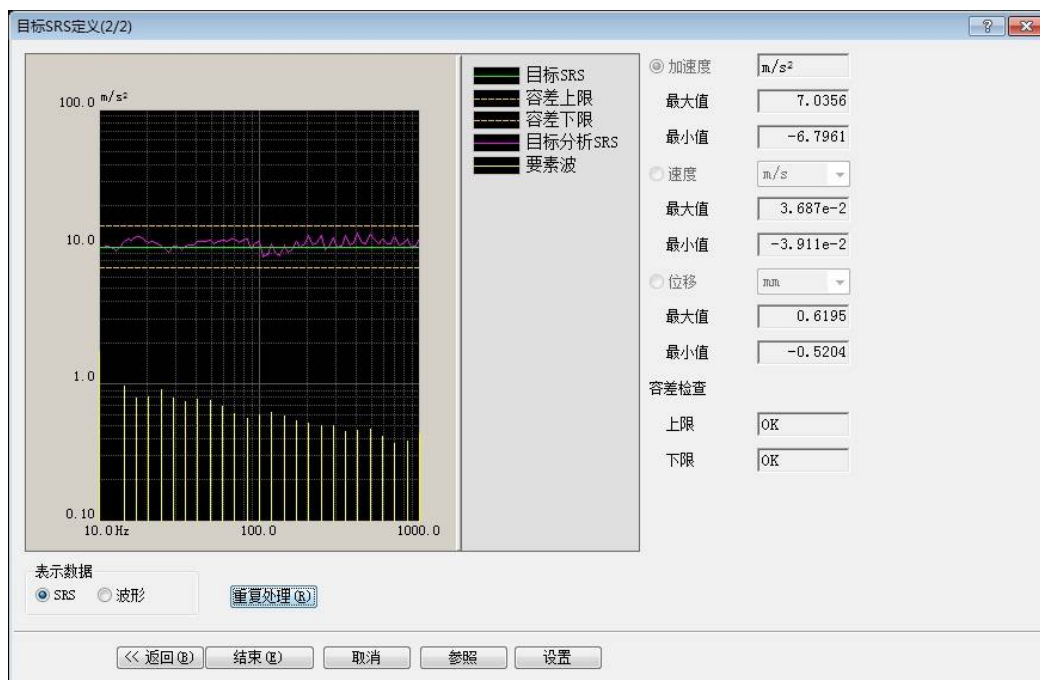 目标SRS定义(2/2)
100.0 m/s²
10.0
1.0
0.10
10.0Hz 100.0 1000.0
目标SRS
容差上限
容差下限
目标分析SRS
要素波
加速度 m/s²
最大值 7.0356
最小值 -6.7961
速度 m/s
最大值 3.687e-2
最小值 -3.911e-2
位移 mm
最大值 0.6195
最小值 -0.5204
容差检查
上限 OK
下限 OK
表示数据
SRS 波形 重复处理(R)
<< 返回(B) 结束(E) 取消 参照 设置